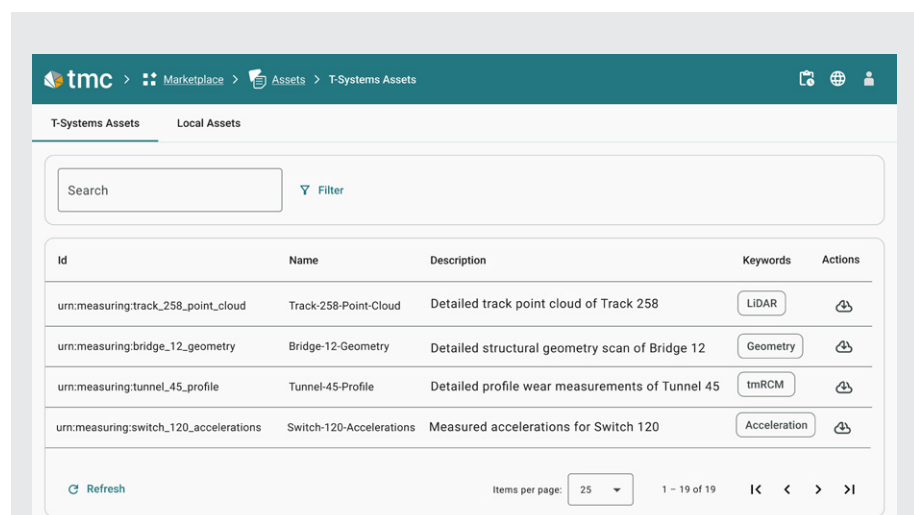 tmc > Marketplace > Assets > T-Systems Assets
T-Systems Assets Local Assets
Search Filter
Id Name Description Keywords Actions
urn:measuring:track_258_point_cloud Track-258-Point-Cloud Detailed track point cloud of Track 258 LiDAR
urn:measuring:bridge_12_geometry Bridge-12-Geometry Detailed structural geometry scan of Bridge 12 Geometry
urn:measuring:tunnel_45_profile Tunnel-45-Profile Detailed profile wear measurements of Tunnel 45 tmRCM
urn:measuring:switch_120_accelerations Switch-120-Accelerations Measured accelerations for Switch 120 Acceleration
Refresh Items per page: 25 1 – 19 of 19